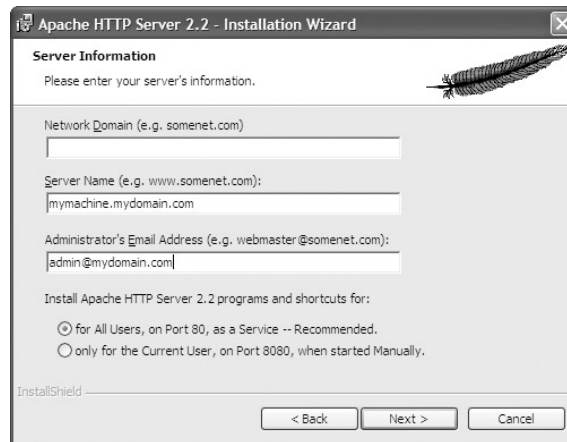 Apache HTTP Server 2.2 - Installation Wizard
Server Information
Please enter your server's information.
Network Domain (e.g. somenet.com)
Server Name (e.g. www.somenet.com):
mymachine.mydomain.com
Administrator's Email Address (e.g. webmaster@somenet.com):
admin@mydomain.com
Install Apache HTTP Server 2.2 programs and shortcuts for:
for All Users, on Port 80, as a Service -- Recommended.
only for the Current User, on Port 8080, when started Manually.
InstallShield
< Back Next > Cancel